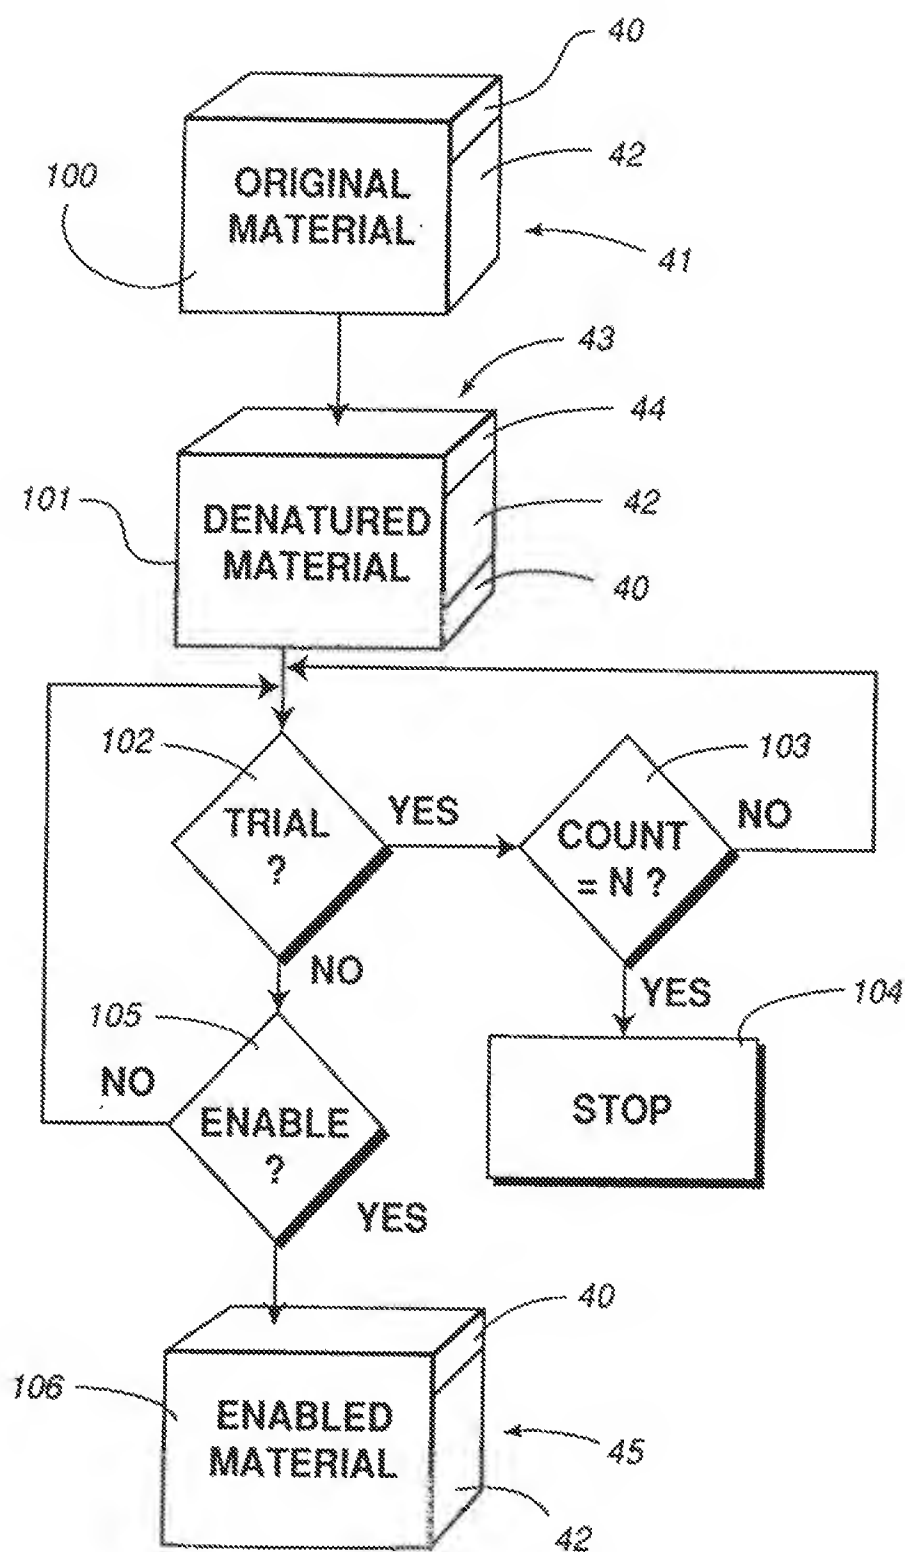 40
ORIGINAL
MATERIAL
42
100
41
43
44
DENATURED
MATERIAL
101
42
40
102
TRIAL
?
YES
103
COUNT
= N ?
NO
NO
YES
104
STOP
105
ENABLE
?
NO
YES
40
106
ENABLED
MATERIAL
45
42